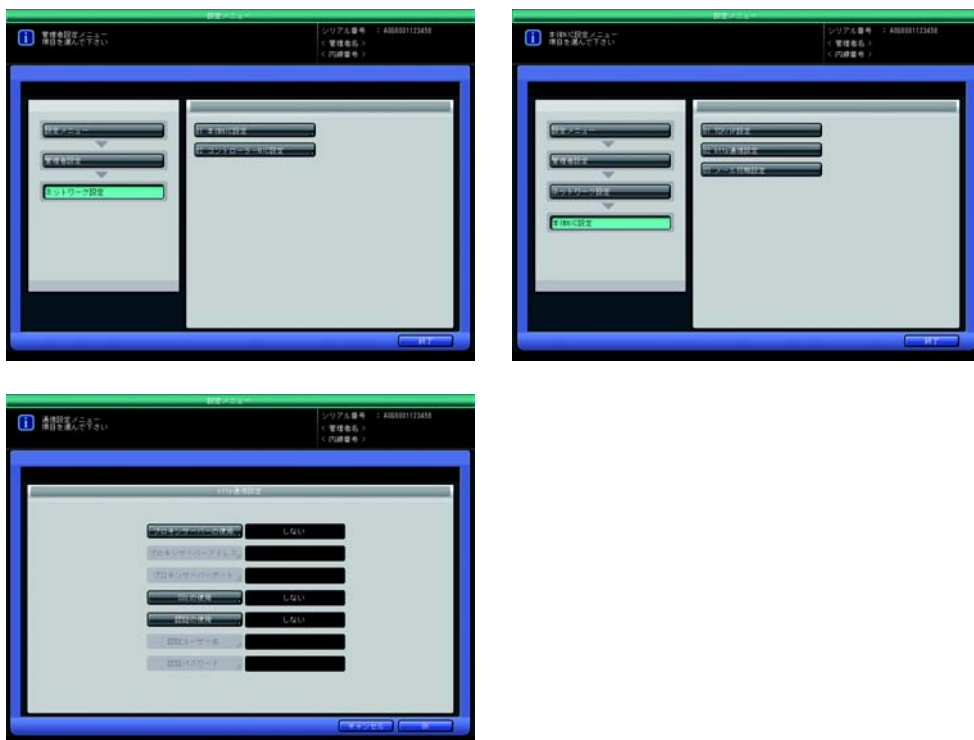 設定メニュー
管理者設定メニュー
項目を選んで下さい
シリアル番号 : A0G8001123458
< 管理者名 >
< 内線番号 >
設定メニュー
管理者設定
ネットワーク設定
01 本体NIC設定
02 コントローラーNIC設定
終了
設定メニュー
本体NIC設定メニュー
項目を選んで下さい
シリアル番号 : A0G8001123458
< 管理者名 >
< 内線番号 >
設定メニュー
管理者設定
ネットワーク設定
本体NIC設定
01 TCP/IP設定
02 HTTP通信設定
03 メール
終了
設定メニュー
通信設定メニュー
項目を選んで下さい
シリアル番号 : A0G8001123458
< 管理者名 >
< 内線番号 >
HTTP通信設定
プロキシサーバーの使用 しない
プロキシサーバーアドレス
プロキシサーバーポート
SSLの使用 しない
認証の使用 しない
認証ユーザー名
認証パスワード
キャンセル OK